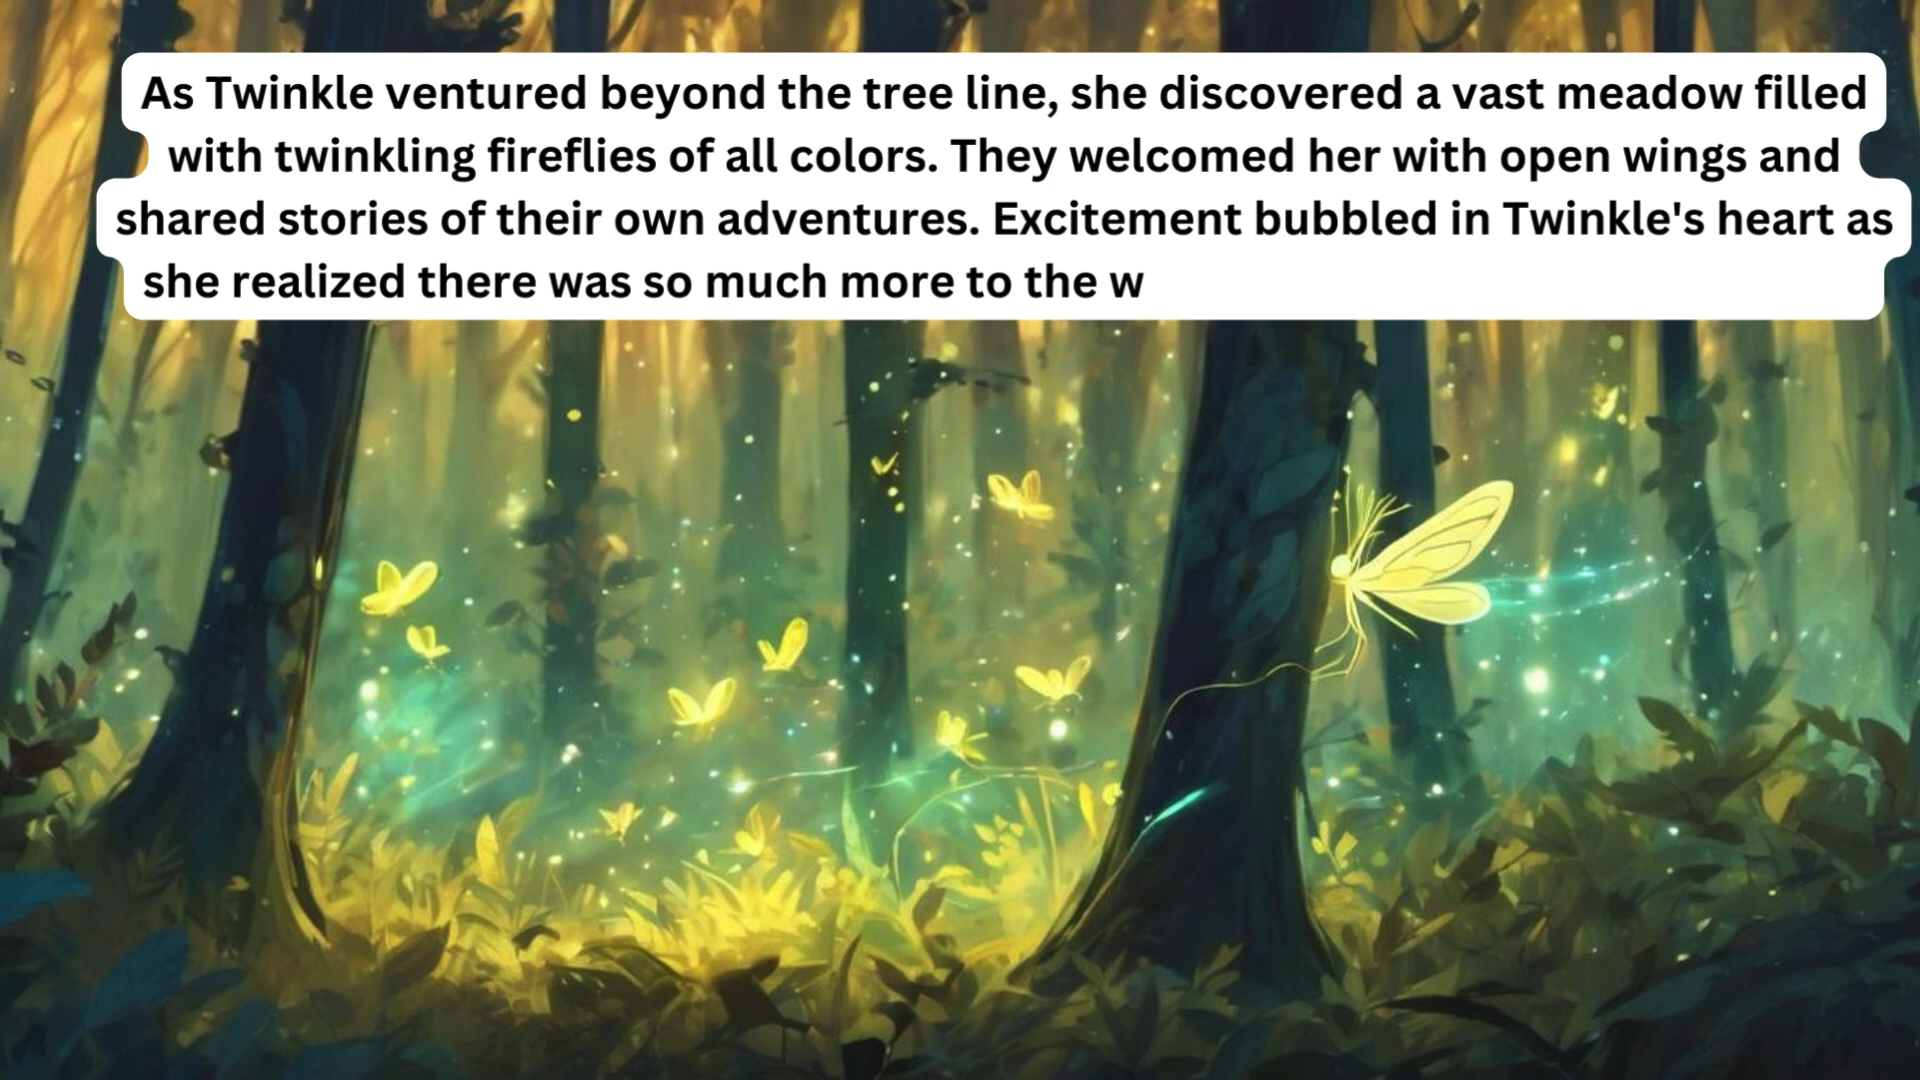 As Twinkle ventured beyond the tree line, she discovered a vast meadow filled
with twinkling fireflies of all colors. They welcomed her with open wings and
shared stories of their own adventures. Excitement bubbled in Twinkle's heart as
she realized there was so much more to the w